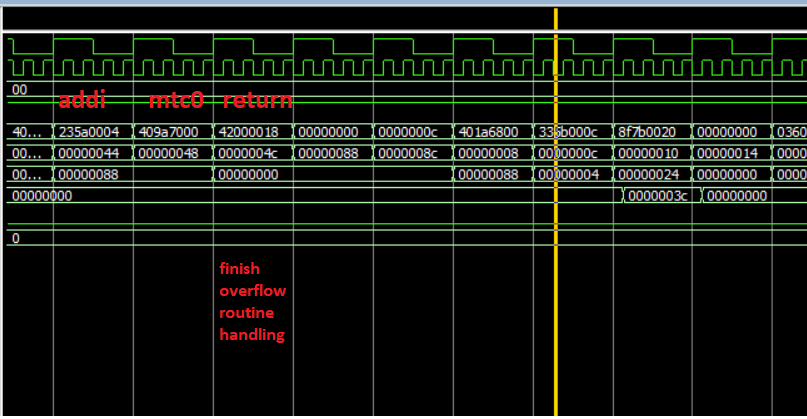 00
addi mtc0 return
40... 235a0004 409a7000 42000018 00000000 0000000c 401a6800 335b000c 8f7b0020 00000000 0360
00... 00000044 00000048 0000004c 00000088 0000008c 00000008 0000000c 00000010 00000014 0000
00... 00000088 00000000 00000088 00000004 00000024 00000000 0000
00000000 0000003c 00000000
0
finish
overflow
routine
handling